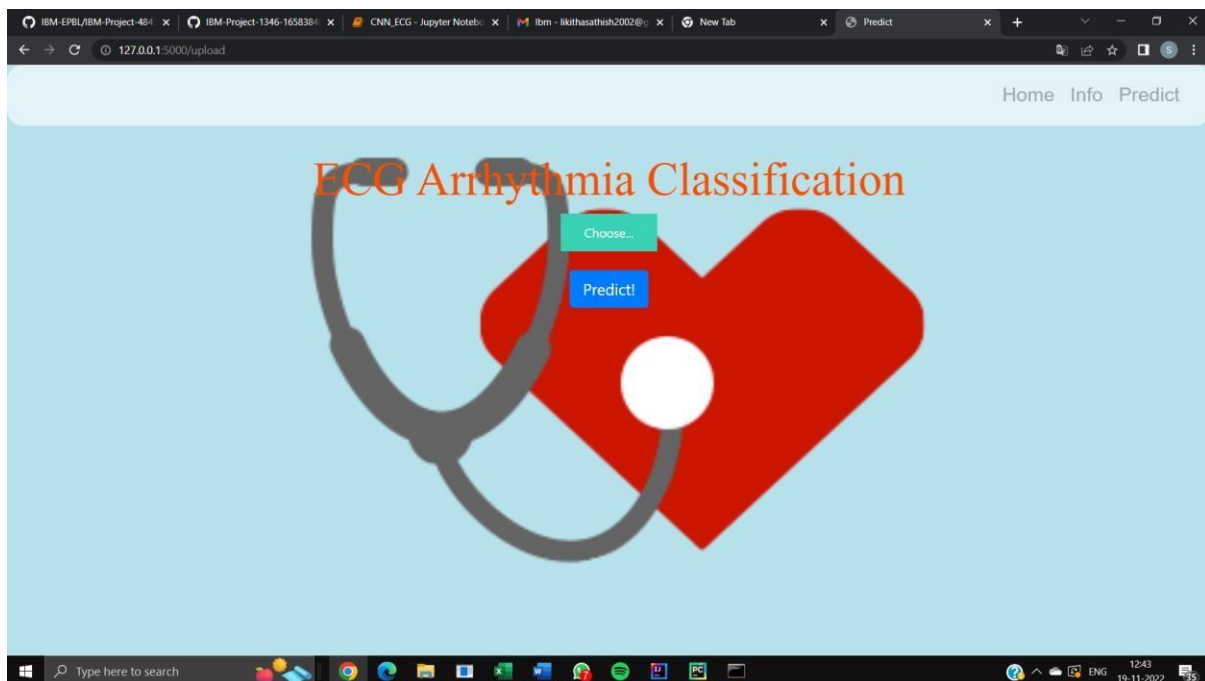 IBM-EPBL/IBM-Project-484
IBM-Project-1346-1658384
CNN_ECG - Jupyter Notebo
Ibm - likithasathish2002@g
New Tab
Predict
127.0.0.1:5000/upload
S
Home Info Predict
ECG Arrhythmia Classification
Choose...
Predict!
Type here to search
ENG
12:43
19-11-2022
35